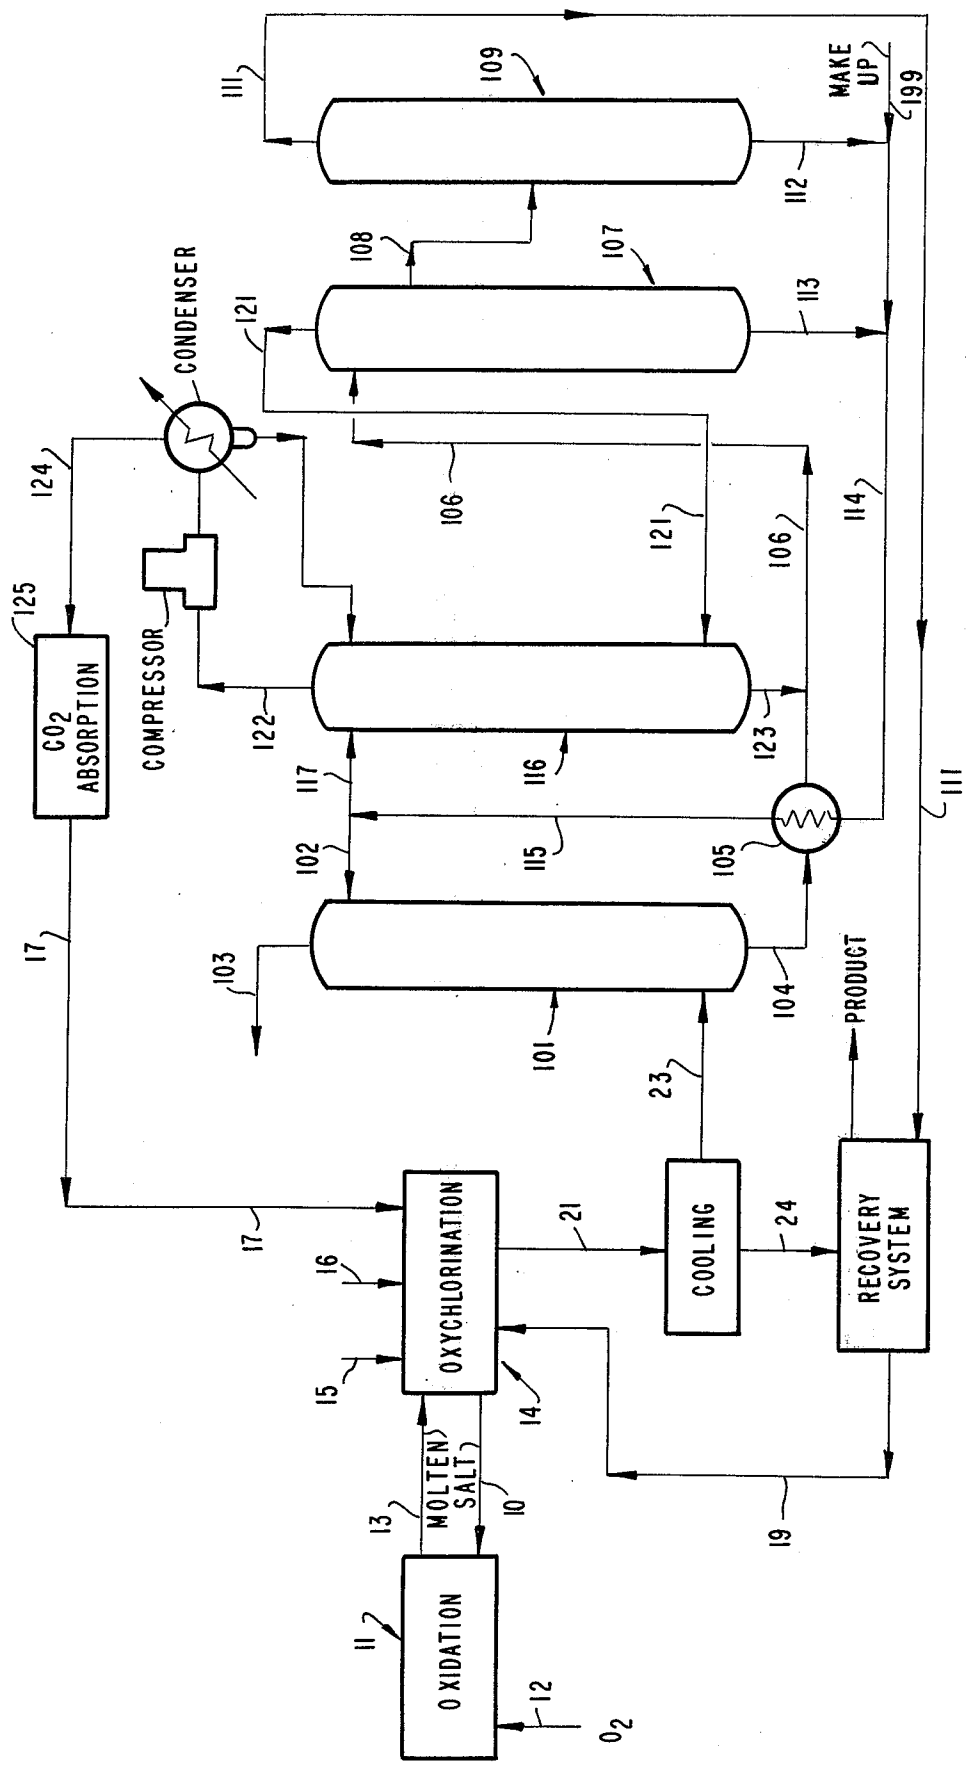 11
OXIDATION
12
O2
13
MOLTEN
SALT
10
15
16
17
OXYCHLORINATION
14
19
17
21
COOLING
23
24
RECOVERY
SYSTEM
PRODUCT
103
101
104
102
117
115
105
CO2
ABSORPTION
125
COMPRESSOR
122
116
123
124
CONDENSER
106
121
106
114
121
107
113
108
109
111
112
MAKE
UP
199
111